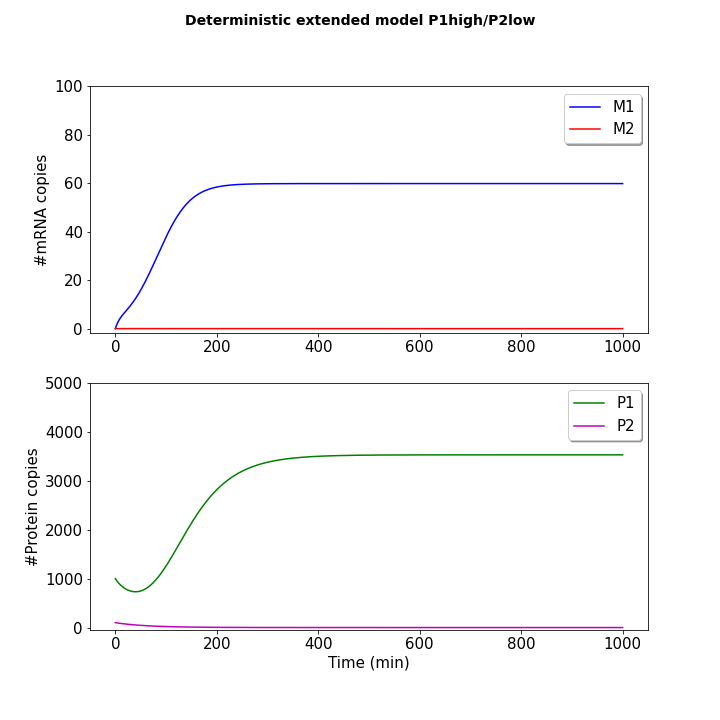 Deterministic extended model P1high/P2low
100
80
60
40
20
0
#mRNA copies
M1
M2
0 200 400 600 800 1000
5000
4000
3000
2000
1000
0
#Protein copies
P1
P2
0 200 400 600 800 1000
Time (min)